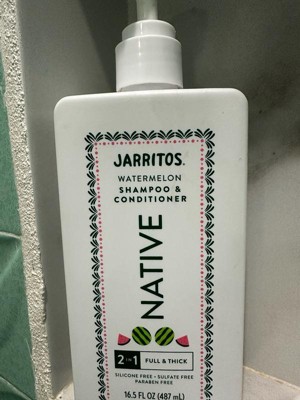 JARRITOS.
WATERMELON
SHAMPOO &
CONDITIONER
NATIVE
2 IN 1 FULL & THICK
SILICONE FREE • SULFATE FREE
PARABEN FREE
16.5 FL OZ (487 mL)